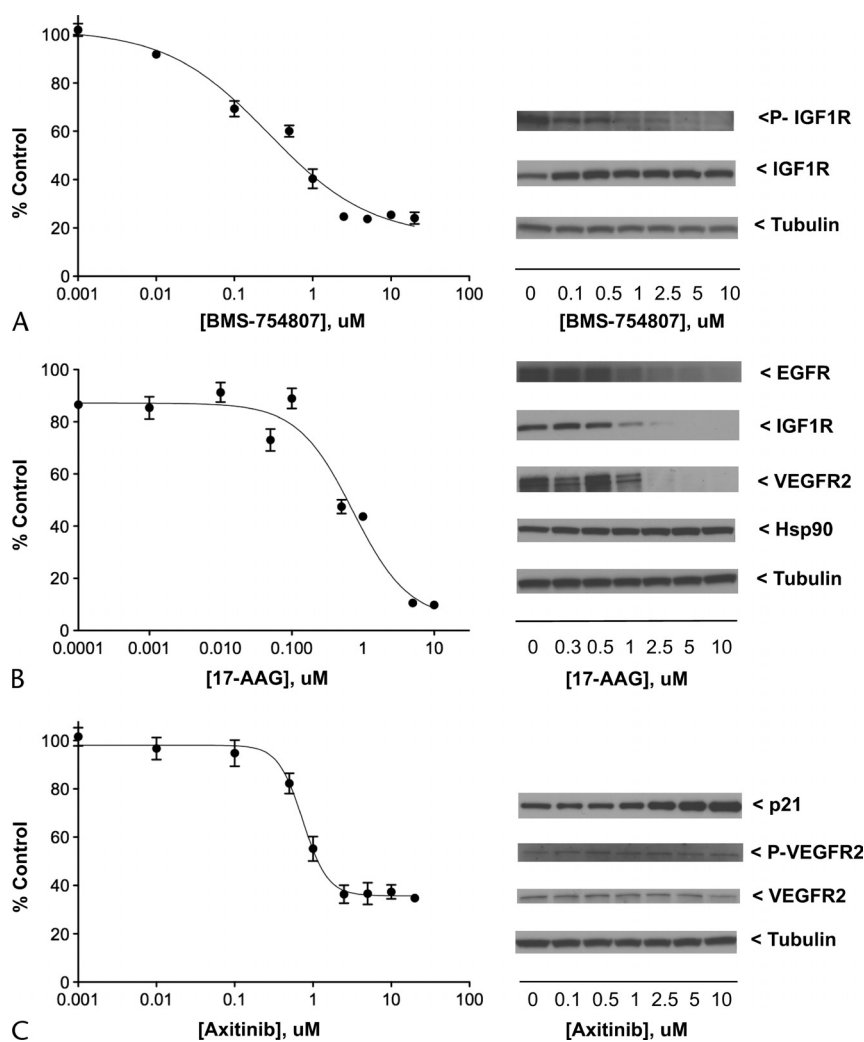 100
80
60
40
20
0
% Control
0.001 0.01 0.1 1 10 100
[BMS-754807], uM
A
<P- IGF1R
< IGF1R
< Tubulin
0 0.1 0.5 1 2.5 5 10
[BMS-754807], uM
100
80
60
40
20
0
% Control
0.0001 0.001 0.010 0.100 1 10
[17-AAG], uM
B
< EGFR
< IGF1R
< VEGFR2
< Hsp90
< Tubulin
0 0.3 0.5 1 2.5 5 10
[17-AAG], uM
100
80
60
40
20
0
% Control
0.001 0.01 0.1 1 10 100
[Axitinib], uM
C
< p21
< P-VEGFR2
< VEGFR2
< Tubulin
0 0.1 0.5 1 2.5 5 10
[Axitinib], uM